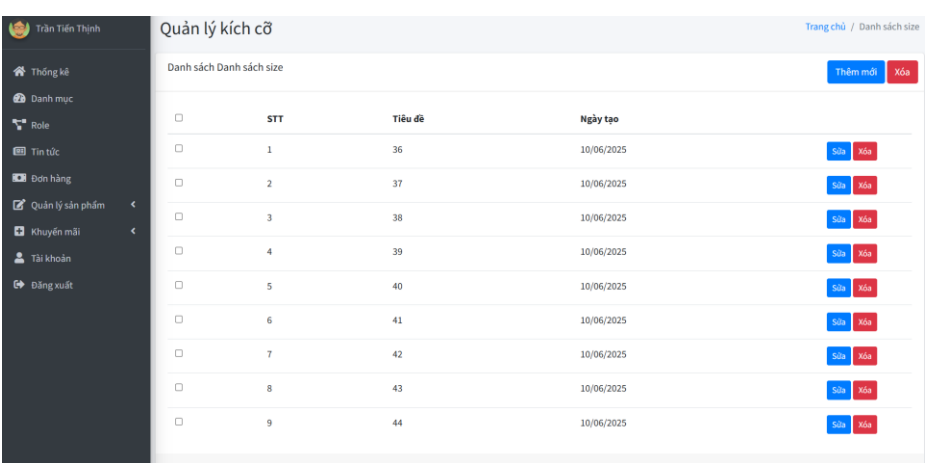 Trần Tiến Thịnh
Quản lý kích cỡ
Trang chủ / Danh sách size
Thống kê
Danh mục
Role
Tin tức
Đơn hàng
Quản lý sản phẩm
Khuyến mãi
Tài khoản
Đăng xuất
Danh sách Danh sách size
Thêm mới Xóa
STT Tiêu đề Ngày tạo
1 36 10/06/2025 Sửa Xóa
2 37 10/06/2025 Sửa Xóa
3 38 10/06/2025 Sửa Xóa
4 39 10/06/2025 Sửa Xóa
5 40 10/06/2025 Sửa Xóa
6 41 10/06/2025 Sửa Xóa
7 42 10/06/2025 Sửa Xóa
8 43 10/06/2025 Sửa Xóa
9 44 10/06/2025 Sửa Xóa